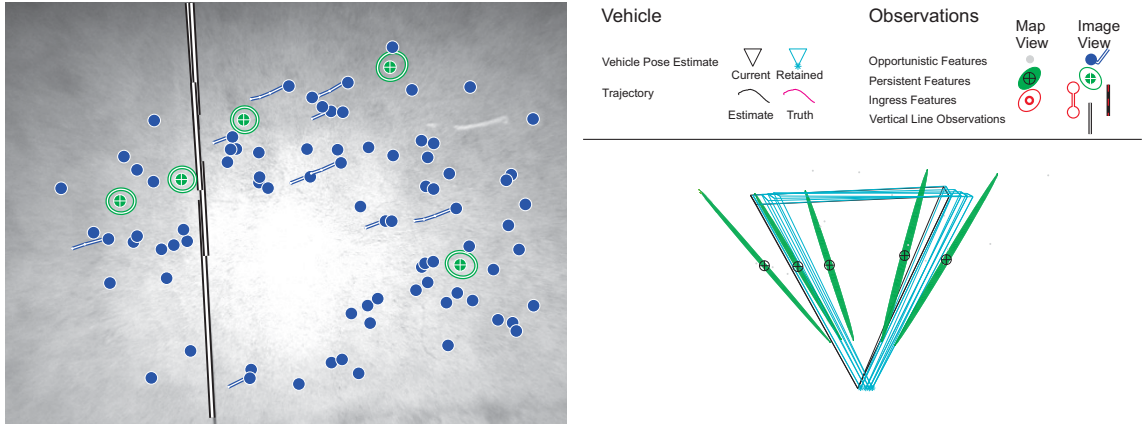 Vehicle
Observations
Map View
Image View
Vehicle Pose Estimate
Current
Retained
Trajectory
Estimate
Truth
Opportunistic Features
Persistent Features
Ingress Features
Vertical Line Observations